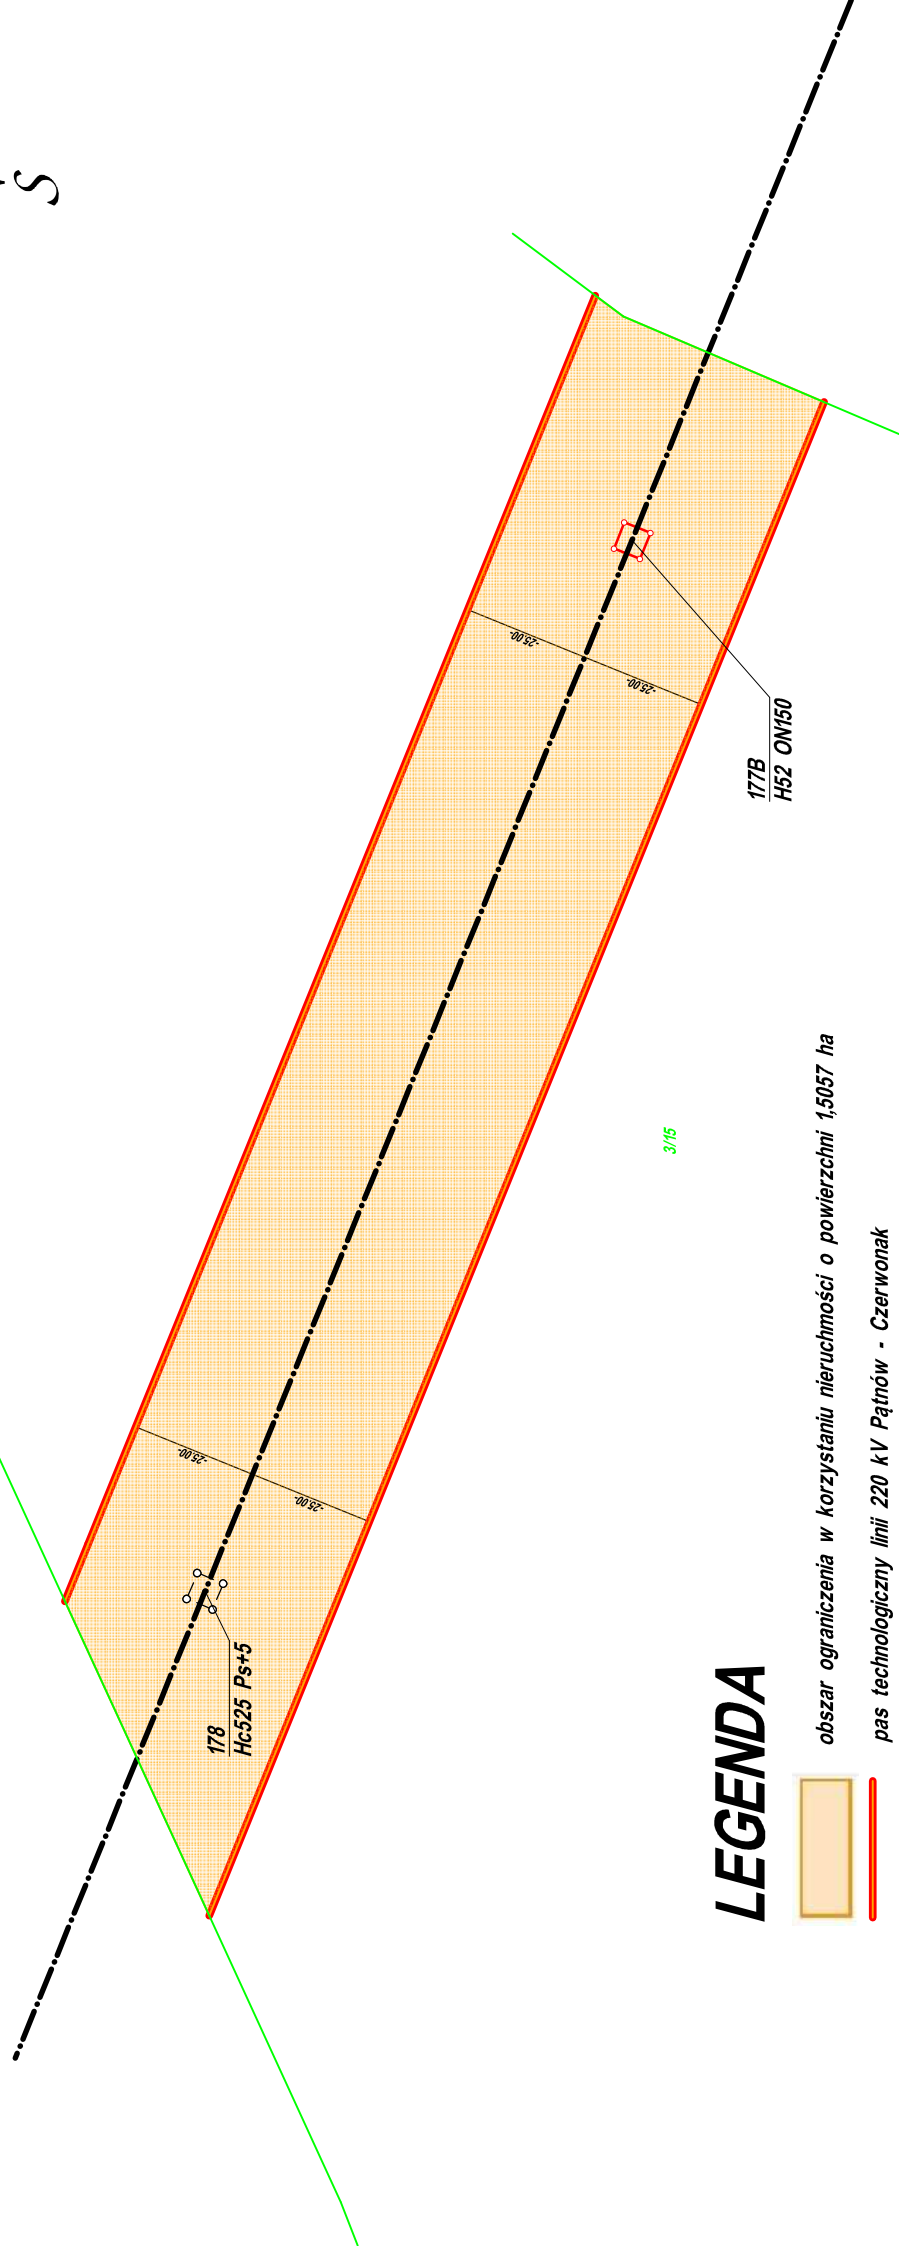 S
-25.00-
-25.00-
177B
H52 ON150
3/15
-25.00-
-25.00-
178
Hc525 Ps+5
LEGENDA
obszar ograniczenia w korzystaniu nieruchomości o powierzchni 1,5057 ha
pas technologiczny linii 220 kV Pątnów - Czerwonak